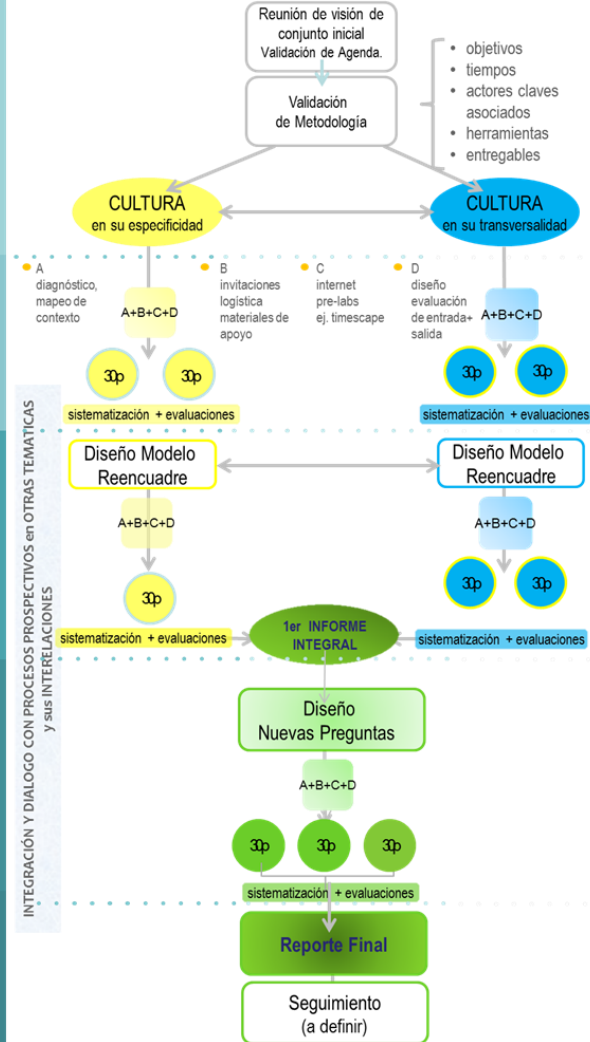 Reunión de visión de
conjunto inicial
Validación de Agenda.
Validación
de Metodología
• objetivos
• tiempos
• actores claves
asociados
• herramientas
• entregables
CULTURA
en su especificidad
CULTURA
en su transversalidad
A
diagnóstico,
mapeo de
contexto
B
invitaciones
logística
materiales de
apoyo
C
internet
pre-labs
ej. timescape
D
diseño
evaluación
de entrada+
salida
A+B+C+D
A+B+C+D
30p
30p
30p
30p
sistematización + evaluaciones
sistematización + evaluaciones
Diseño Modelo
Reencuadre
Diseño Modelo
Reencuadre
A+B+C+D
A+B+C+D
30p
30p
30p
sistematización + evaluaciones
1er INFORME
INTEGRAL
sistematización + evaluaciones
Diseño
Nuevas Preguntas
A+B+C+D
30p
30p
30p
sistematización + evaluaciones
Reporte Final
Seguimiento
(a definir)
INTEGRACIÓN Y DIALOGO CON PROCESOS PROSPECTIVOS en OTRAS TEMATICAS
y sus INTERELACIONES